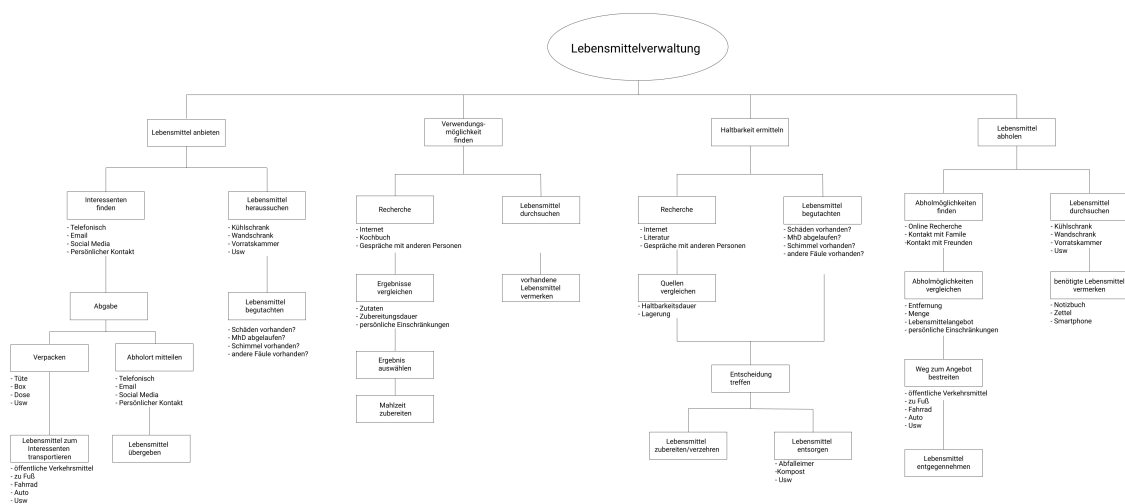 Lebensmittelverwaltung
Lebensmittel anbieten
Verwendungs-
möglichkeit
finden
Haltbarkeit ermitteln
Lebensmittel
abholen
Interessenten
finden
- Telefonisch
- Email
- Social Media
- Persönlicher Kontakt
Lebensmittel
heraussuchen
- Kühlschrank
- Wandschrank
- Vorratskammer
- Usw
Recherche
- Internet
- Kochbuch
- Gespräche mit anderen Personen
Lebensmittel
durchsuchen
Recherche
- Internet
- Literatur
- Gespräche mit anderen Personen
Lebensmittel
begutachten
- Schäden vorhanden?
- MhD abgelaufen?
- Schimmel vorhanden?
- andere Fäule vorhanden?
Abholmöglichkeiten
finden
- Online Recherche
- Kontakt mit Famile
-Kontakt mit Freunden
Lebensmittel
durchsuchen
- Kühlschrank
- Wandschrank
- Vorratskammer
- Usw
Abgabe
Lebensmittel
begutachten
- Schäden vorhanden?
- MhD abgelaufen?
- Schimmel vorhanden?
- andere Fäule vorhanden?
Ergebnisse
vergleichen
- Zutaten
- Zubereitungsdauer
- persönliche Einschränkungen
vorhandene
Lebensmittel
vermerken
Quellen
vergleichen
- Haltbarkeitsdauer
- Lagerung
Abholmöglichkeiten
vergleichen
- Entfernung
- Menge
- Lebensmittelangebot
- persönliche Einschränkungen
benötigte Lebensmittel
vermerken
- Notizbuch
- Zettel
- Smartphone
Verpacken
- Tüte
- Box
- Dose
- Usw
Abholort mitteilen
- Telefonisch
- Email
- Social Media
- Persönlicher Kontakt
Ergebnis
auswählen
Entscheidung
treffen
Weg zum Angebot
bestreiten
- öffentliche Verkehrsmittel
- zu Fuß
- Fahrrad
- Auto
- Usw
Mahlzeit
zubereiten
Lebensmittel zum
Interessenten
transportieren
- öffentliche Verkehrsmittel
- zu Fuß
- Fahrrad
- Auto
- Usw
Lebensmittel
übergeben
Lebensmittel
zubereiten/verzehren
Lebensmittel
entsorgen
- Abfalleimer
-Kompost
- Usw
Lebensmittel
entgegennehmen